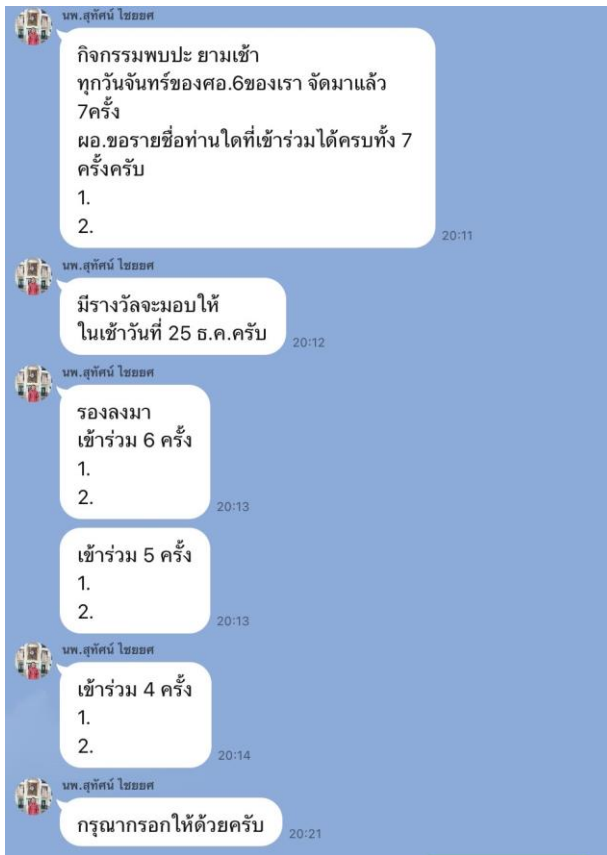 นพ.สุทัศน์ ไชยยศ
กิจกรรมพบปะ ยามเช้า
ทุกวันจันทร์ของศอ.6ของเรา จัดมาแล้ว
7ครั้ง
ผอ.ขอรายชื่อท่านใดที่เข้าร่วมได้ครบทั้ง 7
ครั้งครับ
1.
2.
20:11
นพ.สุทัศน์ ไชยยศ
มีรางวัลจะมอบให้
ในเช้าวันที่ 25 ธ.ค.ครับ
20:12
นพ.สุทัศน์ ไชยยศ
รองลงมา
เข้าร่วม 6 ครั้ง
1.
2.
20:13
เข้าร่วม 5 ครั้ง
1.
2.
20:13
นพ.สุทัศน์ ไชยยศ
เข้าร่วม 4 ครั้ง
1.
2.
20:14
นพ.สุทัศน์ ไชยยศ
กรุณากรอกให้ด้วยครับ
20:21